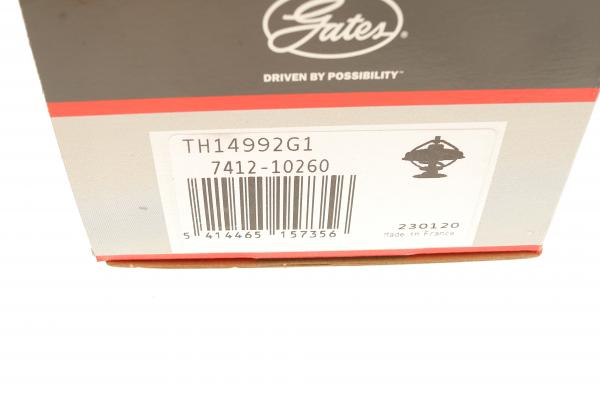 Gates®
DRIVEN BY POSSIBILITY™
TH14992G1
7412-10260
5 414465 157356
230120
Made in France